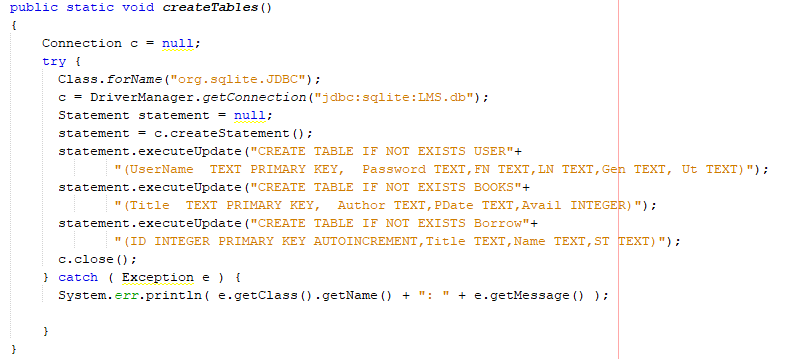 public static void createTables()
{
    Connection c = null;
    try {
      Class.forName("org.sqlite.JDBC");
      c = DriverManager.getConnection("jdbc:sqlite:LMS.db");
      Statement statement = null;
      statement = c.createStatement();
      statement.executeUpdate("CREATE TABLE IF NOT EXISTS USER"+
             "(UserName  TEXT PRIMARY KEY,  Password TEXT,FN TEXT,LN TEXT,Gen TEXT, Ut TEXT)");
      statement.executeUpdate("CREATE TABLE IF NOT EXISTS BOOKS"+
             "(Title  TEXT PRIMARY KEY,  Author TEXT,PDate TEXT,Avail INTEGER)");
      statement.executeUpdate("CREATE TABLE IF NOT EXISTS Borrow"+
             "(ID INTEGER PRIMARY KEY AUTOINCREMENT,Title TEXT,Name TEXT,ST TEXT)");
      c.close();
    } catch ( Exception e ) {
      System.err.println( e.getClass().getName() + ": " + e.getMessage() );
    }
}